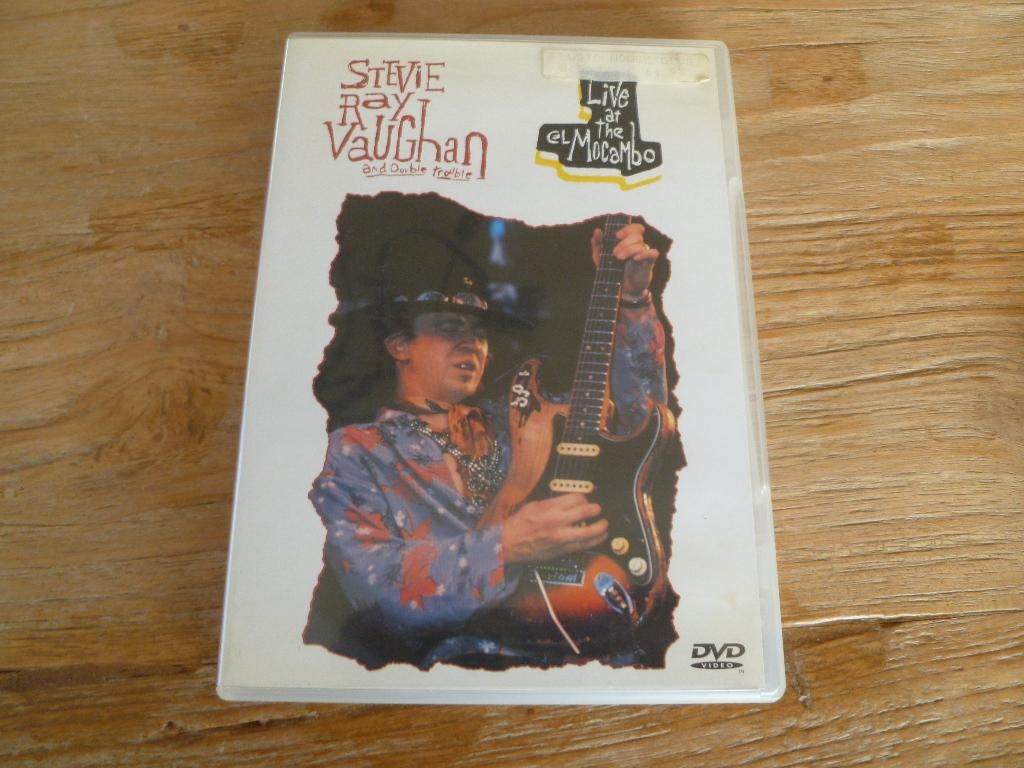 STEVIE
Ray
VaUGhan
and Double trouble
LiVe
at
the
eL Mocambo
DVD
VIDEO